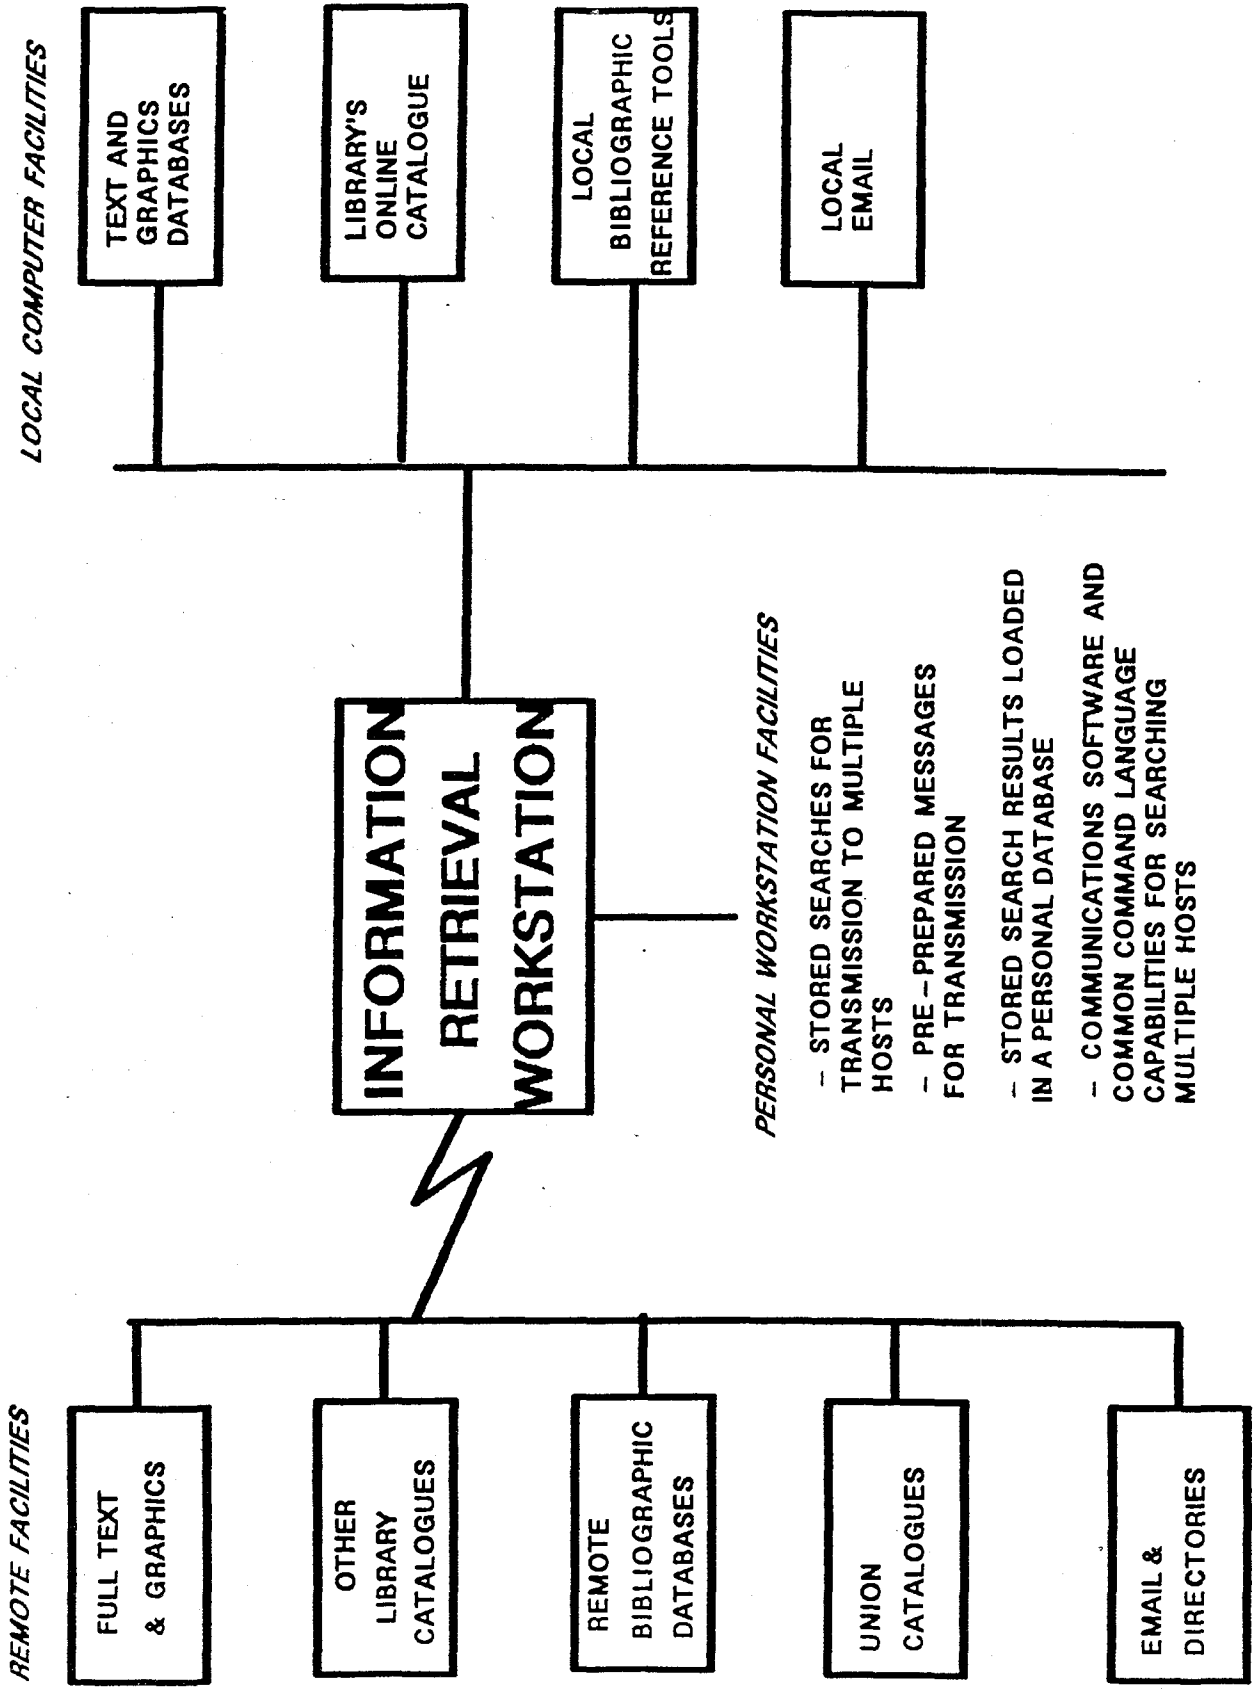 REMOTE FACILITIES
FULL TEXT
& GRAPHICS
OTHER
LIBRARY
CATALOGUES
REMOTE
BIBLIOGRAPHIC
DATABASES
UNION
CATALOGUES
EMAIL &
DIRECTORIES
INFORMATION
RETRIEVAL
WORKSTATION
PERSONAL WORKSTATION FACILITIES
– STORED SEARCHES FOR
TRANSMISSION TO MULTIPLE
HOSTS
– PRE – PREPARED MESSAGES
FOR TRANSMISSION
– STORED SEARCH RESULTS LOADED
IN A PERSONAL DATABASE
– COMMUNICATIONS SOFTWARE AND
COMMON COMMAND LANGUAGE
CAPABILITIES FOR SEARCHING
MULTIPLE HOSTS
LOCAL COMPUTER FACILITIES
TEXT AND
GRAPHICS
DATABASES
LIBRARY'S
ONLINE
CATALOGUE
LOCAL
BIIBLIOGRAPHIC
REFERENCE TOOLS
LOCAL
EMAIL